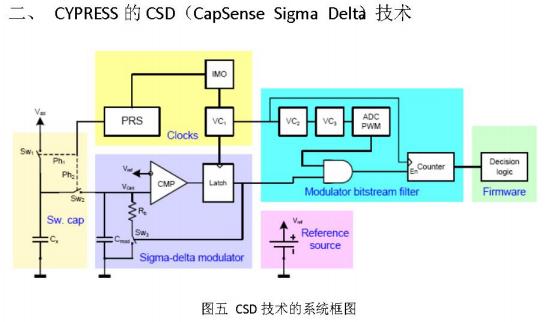 二、 CYPRESS 的 CSD（CapSense Sigma Delta）技术
IMO
PRS
VC1
Clocks
VC2
VC3
ADC
PWM
Counter
En
Modulator bitstream filter
Decision
logic
Firmware
Sw1
Ph1
Ph2
Sw2
Cx
Sw. cap
Vref
CMP
Latch
Rb
Sw3
Cmod
Sigma-delta modulator
Vref
Reference
source
图五 CSD 技术的系统框图